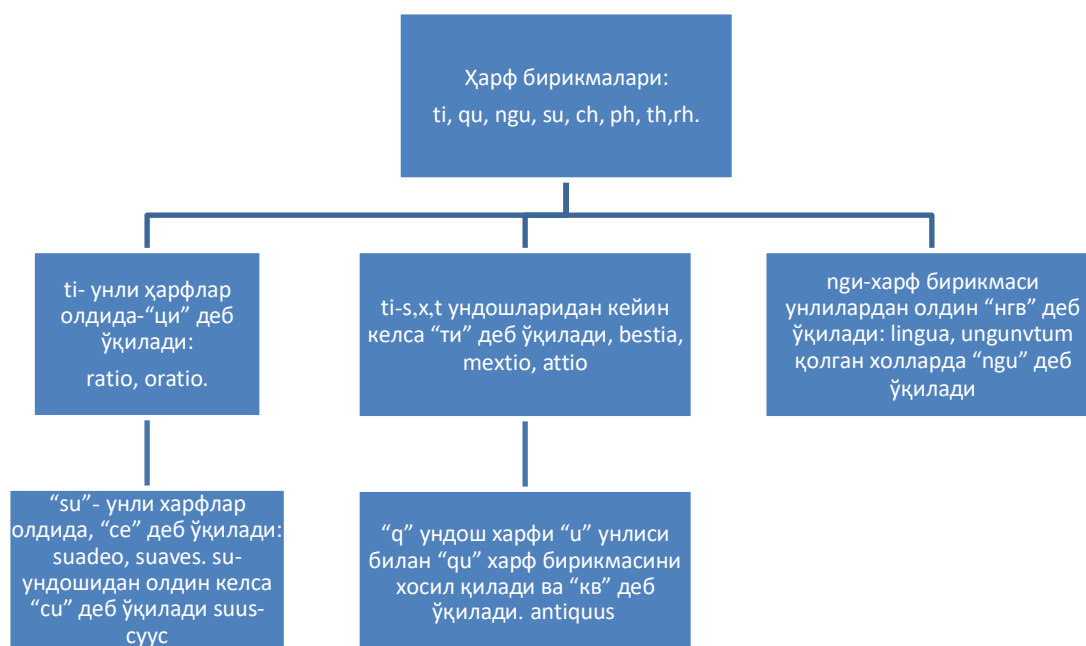 Ҳарф бирикмалари:
ti, qu, ngu, su, ch, ph, th,rh.
ti- унли ҳарфлар
олдида-“ци” деб
ўқилади:
ratio, oratio.
ti-s,x,t ундошларидан кейин
келса “ти” деб ўқилади, bestia,
mextio, attio
ngu-харф бирикмаси
унлилардан олдин “нгв” деб
ўқилади: lingua, ungunvtum
қолган холларда “ngu” деб
ўқилади
“su”- унли харфлар
олдида, “се” деб ўқилади:
suadeo, suaves. su-
ундошидан олдин келса
“cu” деб ўқилади suus-
суус
“q” ундош харфи “u” унлиси
билан “qu” харф бирикмасини
хосил қилади ва “кв” деб
ўқилади. antiquus